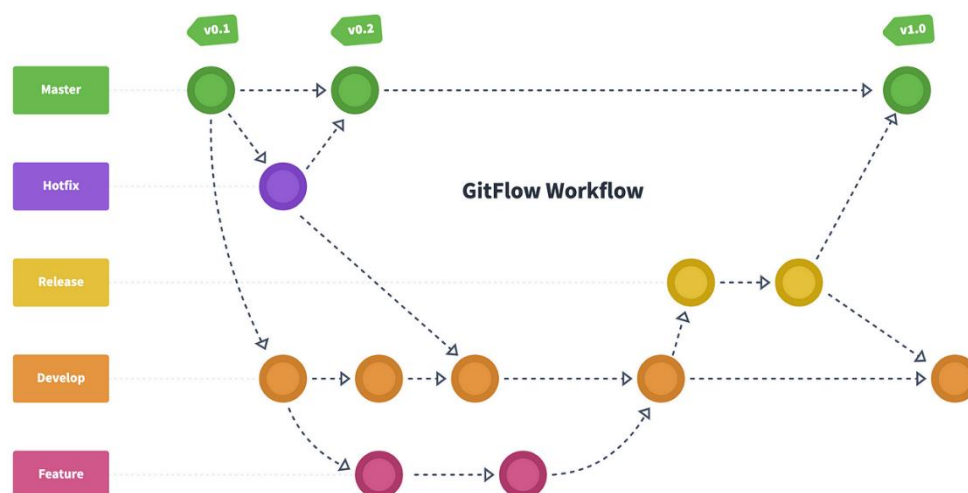 v0.1
v0.2
v1.0
Master
Hotfix
GitFlow Workflow
Release
Develop
Feature